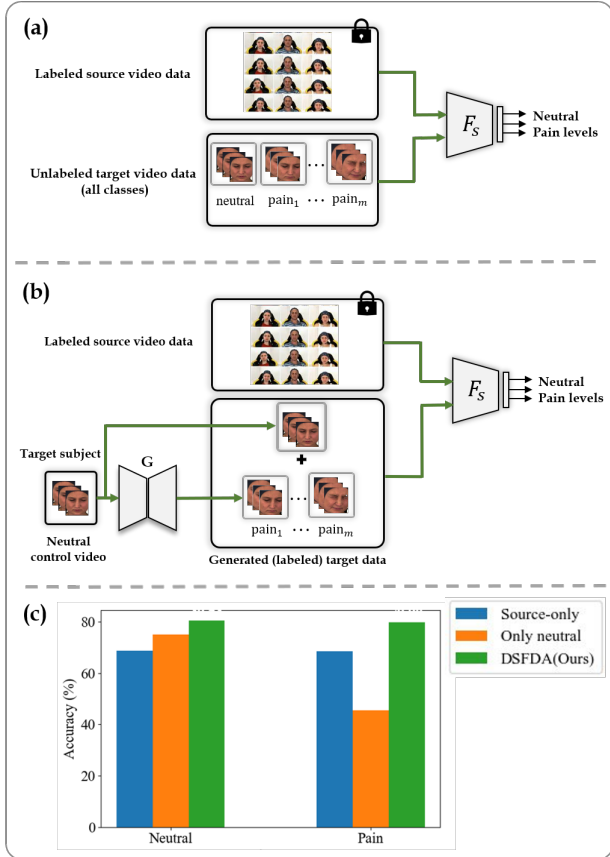 (a)
Labeled source video data
Unlabeled target video data
(all classes)
neutral pain₁ ··· painₘ
Fₛ
Neutral
Pain levels
(b)
Labeled source video data
Fₛ
Neutral
Pain levels
Target subject
G
+
Neutral
control video
pain₁ ··· painₘ
Generated (labeled) target data
(c)
Source-only
Only neutral
DSFDA(Ours)
Accuracy (%)
80
60
40
20
0
Neutral
Pain